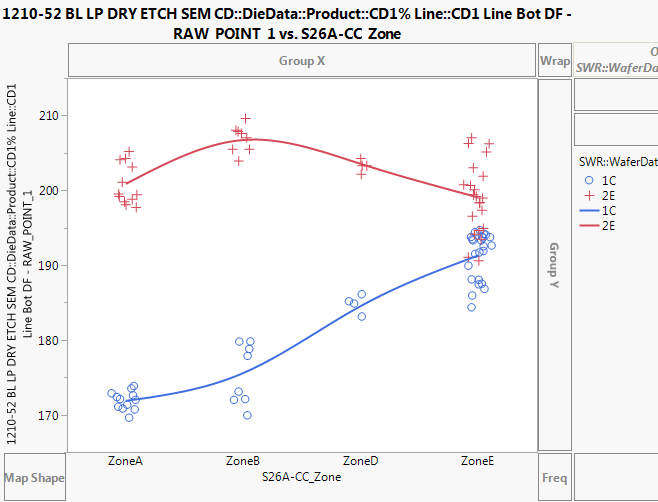 1210-52 BL LP DRY ETCH SEM CD::DieData::Product::CD1% Line::CD1 Line Bot DF -
RAW_POINT_1 vs. S26A-CC_Zone
Group X
Wrap
SWR::WaferDa
1210-52 BL LP DRY ETCH SEM CD::DieData::Product::CD1% Line::CD1
Line Bot DF - RAW_POINT_1
210
200
190
180
170
Group Y
SWR::WaferDat
1C
2E
1C
2E
ZoneA
ZoneB
ZoneD
ZoneE
Map Shape
S26A-CC_Zone
Freq